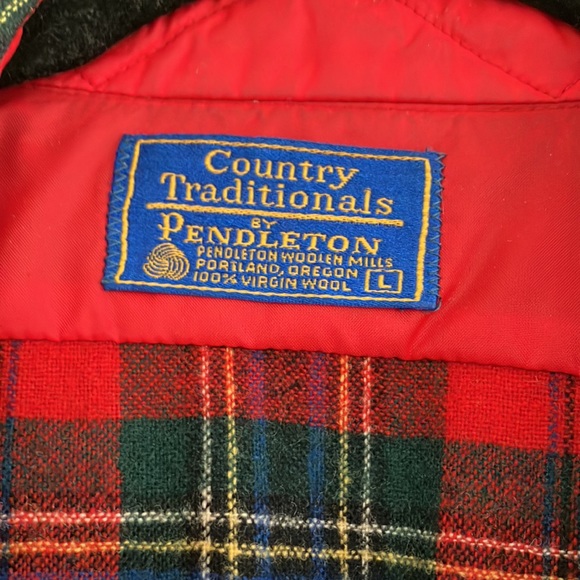 Country
Traditionals
BY
PENDLETON
PENDLETON WOOLEN MILLS
PORTLAND, OREGON
100% VIRGIN WOOL L